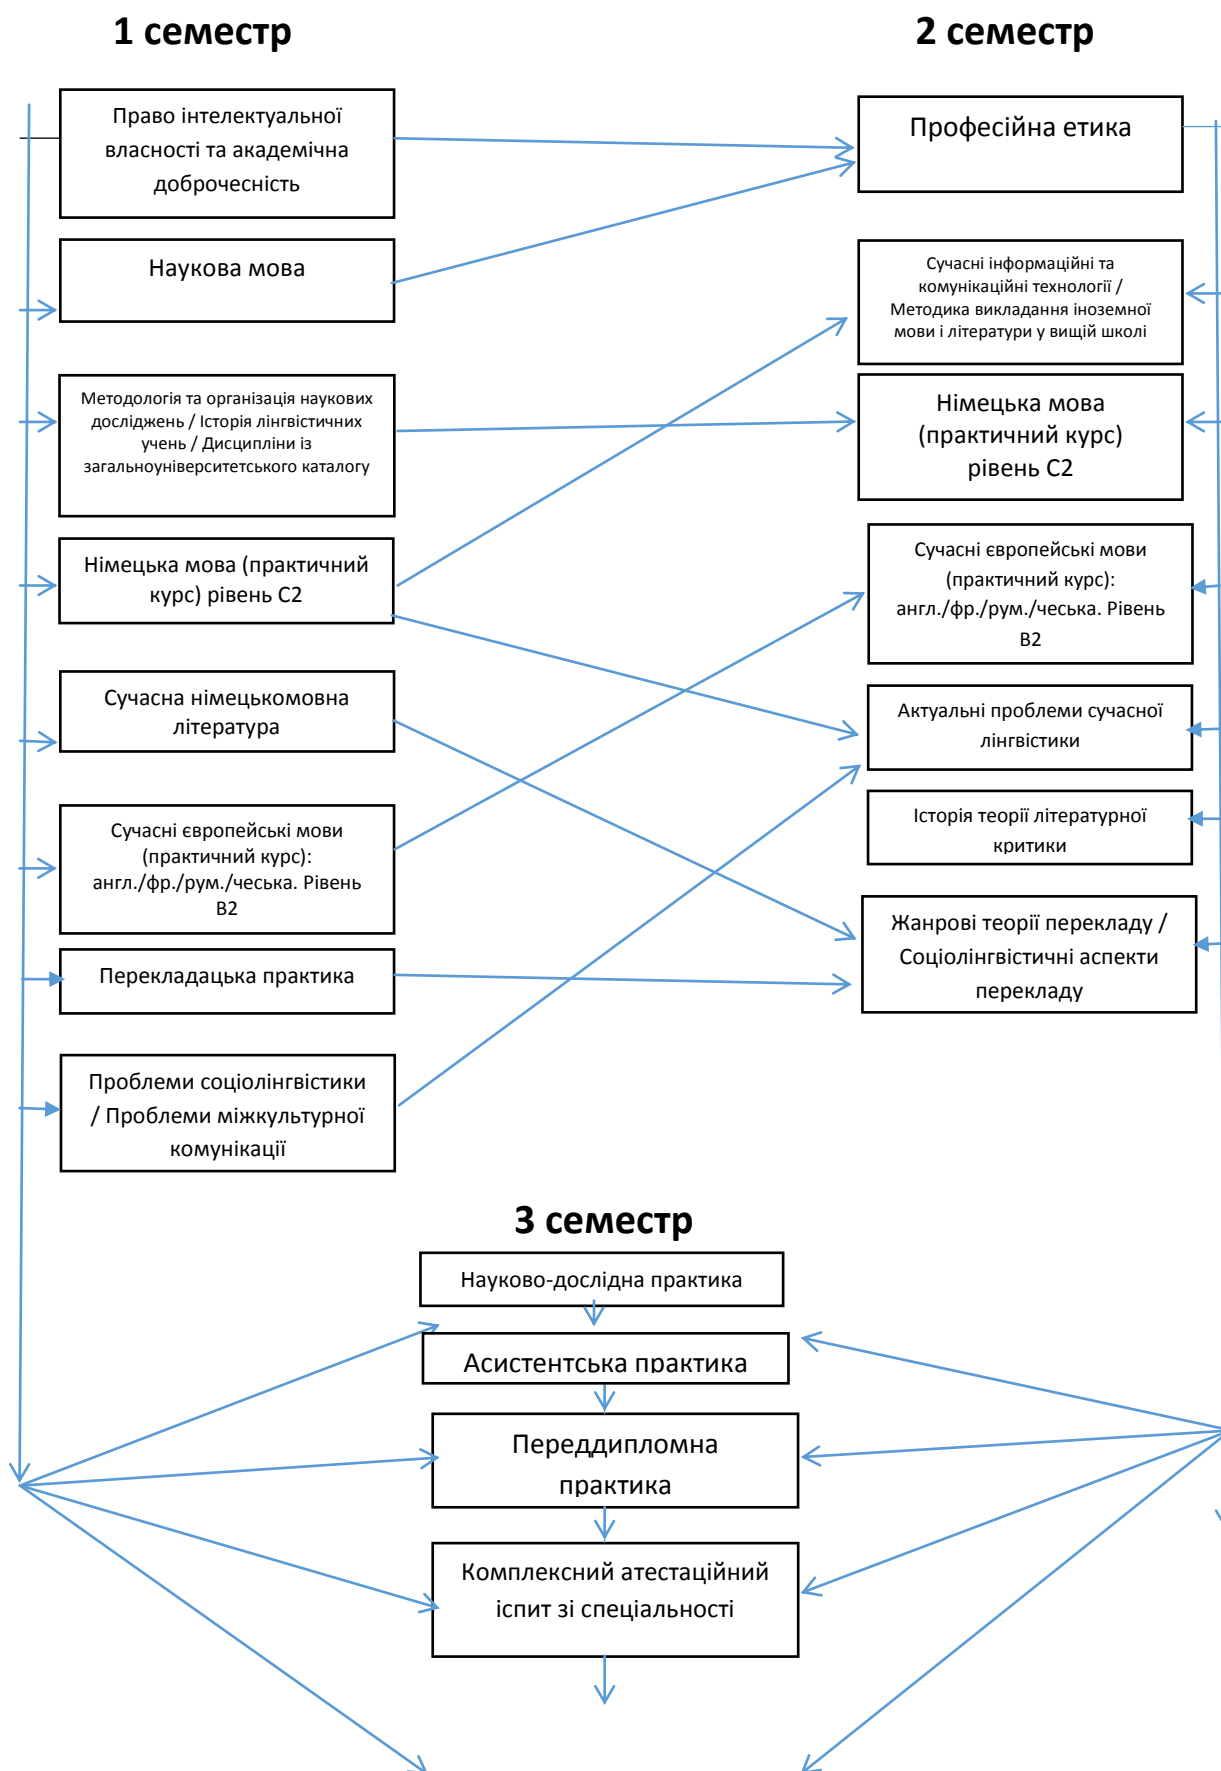 1 семестр
Право інтелектуальної
власності та академічна
доброчесність
Наукова мова
Методологія та організація наукових
досліджень / Історія лінгвістичних
учень / Дисципліни із
загальноуніверситетського каталогу
Німецька мова (практичний
курс) рівень С2
Сучасна німецькомовна
література
Сучасні європейські мови
(практичний курс):
англ./фр./рум./чеська. Рівень
В2
Перекладацька практика
Проблеми соціолінгвістики
/ Проблеми міжкультурної
комунікації
2 семестр
Професійна етика
Сучасні інформаційні та
комунікаційні технології /
Методика викладання іноземної
мови і літератури у вищій школі
Німецька мова
(практичний курс)
рівень С2
Сучасні європейські мови
(практичний курс):
англ./фр./рум./чеська. Рівень
В2
Актуальні проблеми сучасної
лінгвістики
Історія теорії літературної
критики
Жанрові теорії перекладу /
Соціолінгвістичні аспекти
перекладу
3 семестр
Науково-дослідна практика
Асистентська практика
Переддипломна
практика
Комплексний атестаційний
іспит зі спеціальності